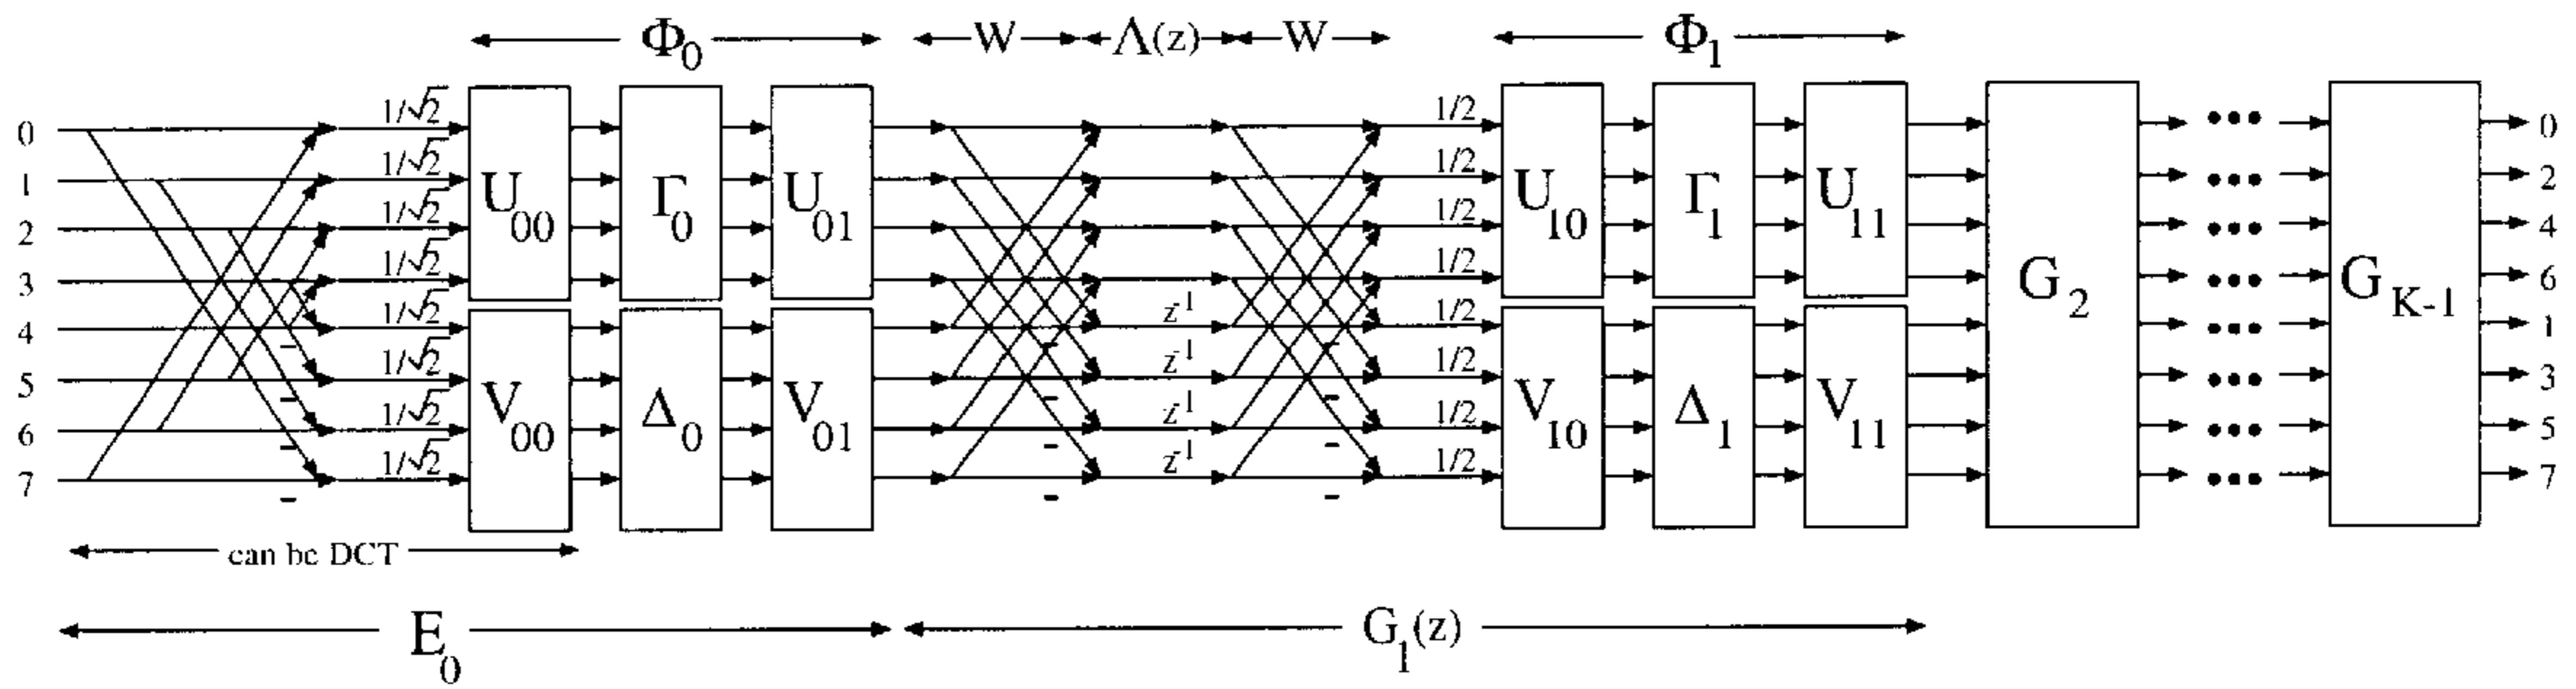 Φ0 W Λ(z) W Φ1
0 1/√2 1/2 ••• 0
1 1/√2 1/2 ••• 2
2 1/√2 U00 Γ0 U01 1/2 U10 Γ1 U11 ••• 4
3 1/√2 1/2 G2 ••• GK-1 6
4 1/√2 z-1 1/2 ••• 1
5 - 1/√2 - z-1 - 1/2 ••• 3
6 - 1/√2 V00 Δ0 V01 - z-1 - 1/2 V10 Δ1 V11 ••• 5
7 - 1/√2 - z-1 - 1/2 ••• 7
- - -
can be DCT
E0 G1(z)